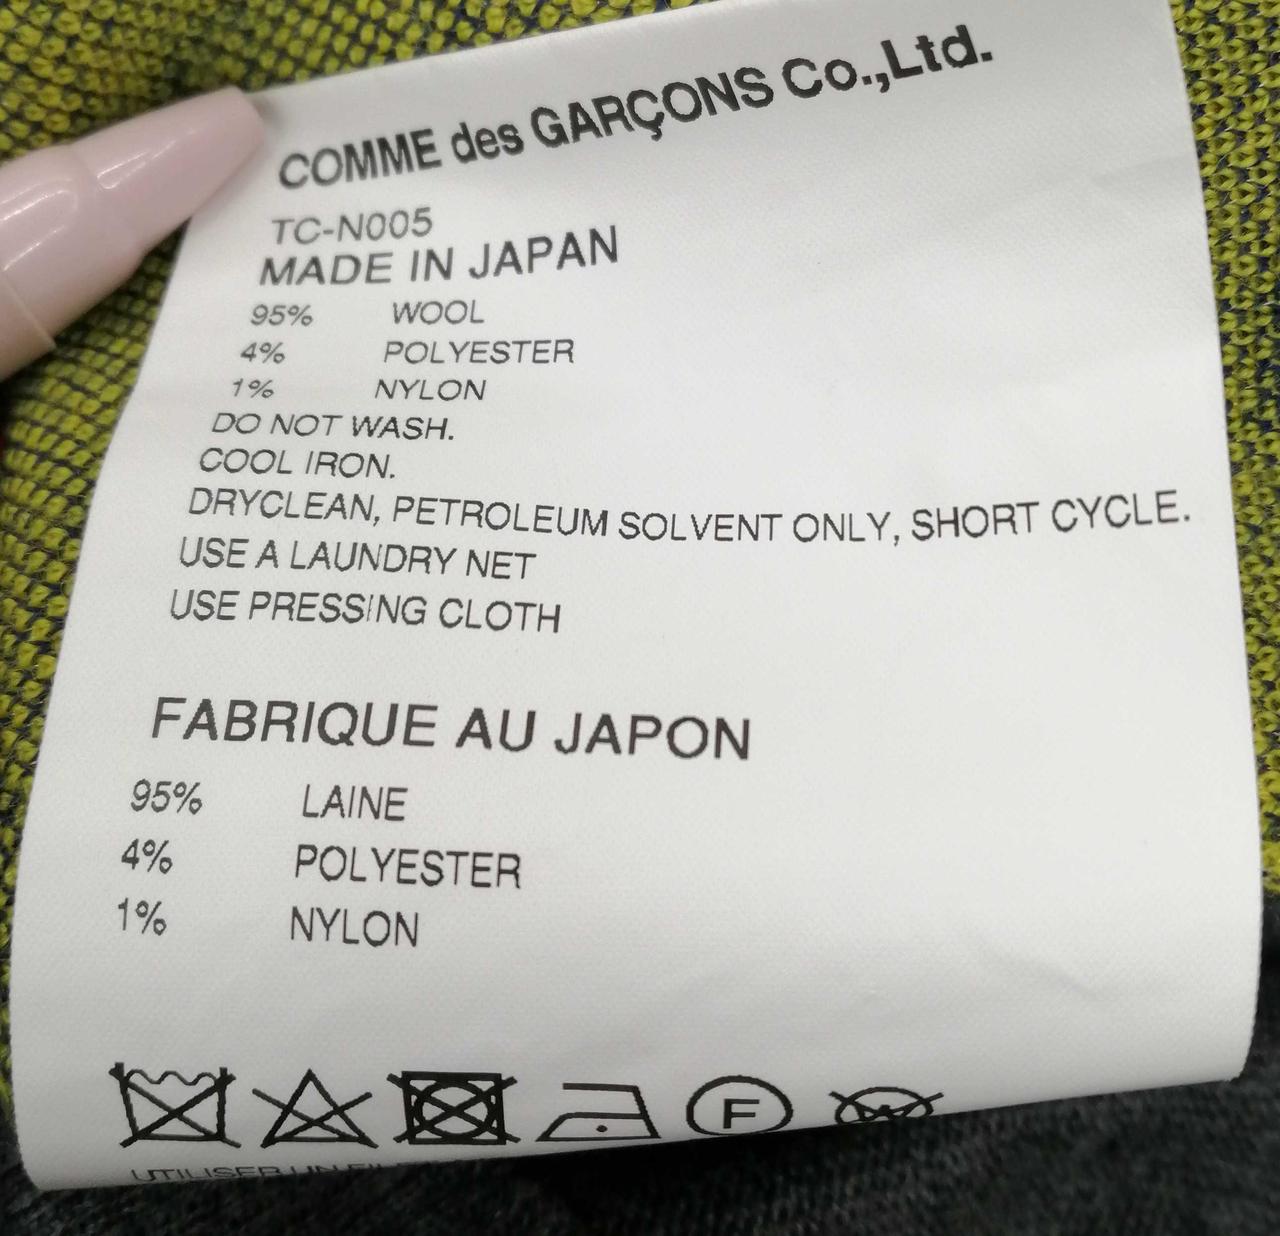 COMME des GARÇONS Co.,Ltd.
TC-N005
MADE IN JAPAN
95% WOOL
4% POLYESTER
1% NYLON
DO NOT WASH.
COOL IRON.
DRYCLEAN, PETROLEUM SOLVENT ONLY, SHORT CYCLE.
USE A LAUNDRY NET
USE PRESSING CLOTH
FABRIQUE AU JAPON
95% LAINE
4% POLYESTER
1% NYLON
F W
UTILISER UN